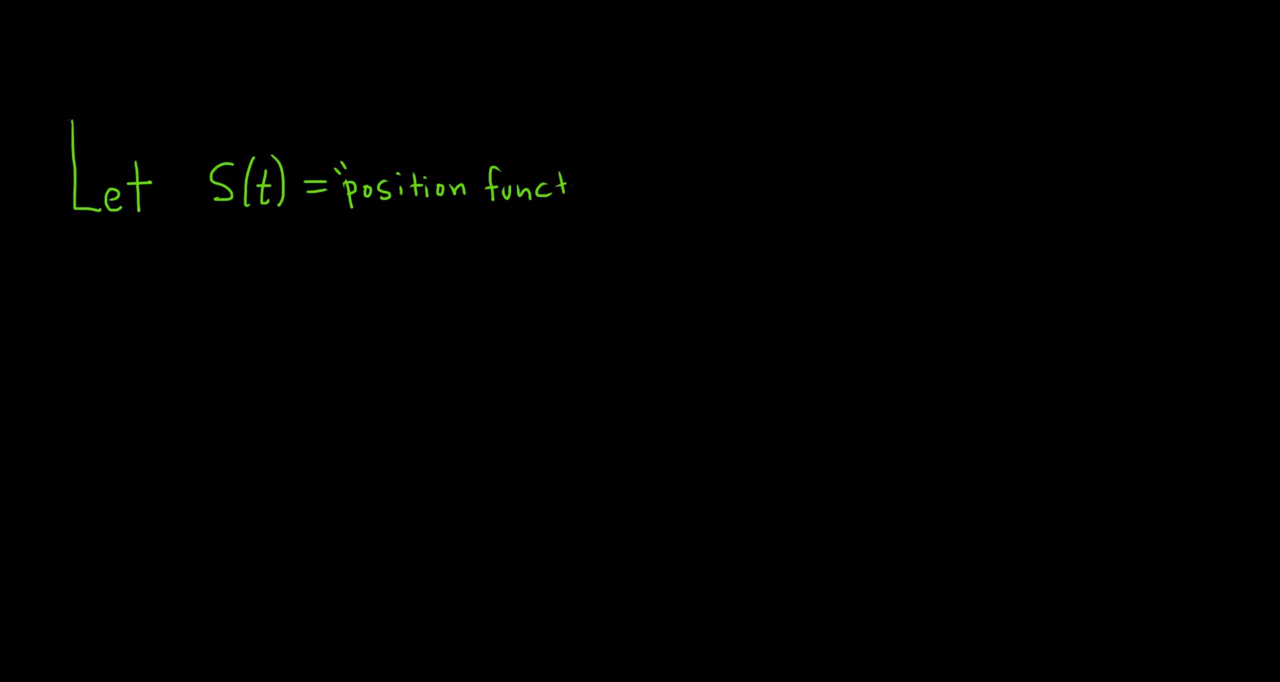 Let S(t) = "position funct